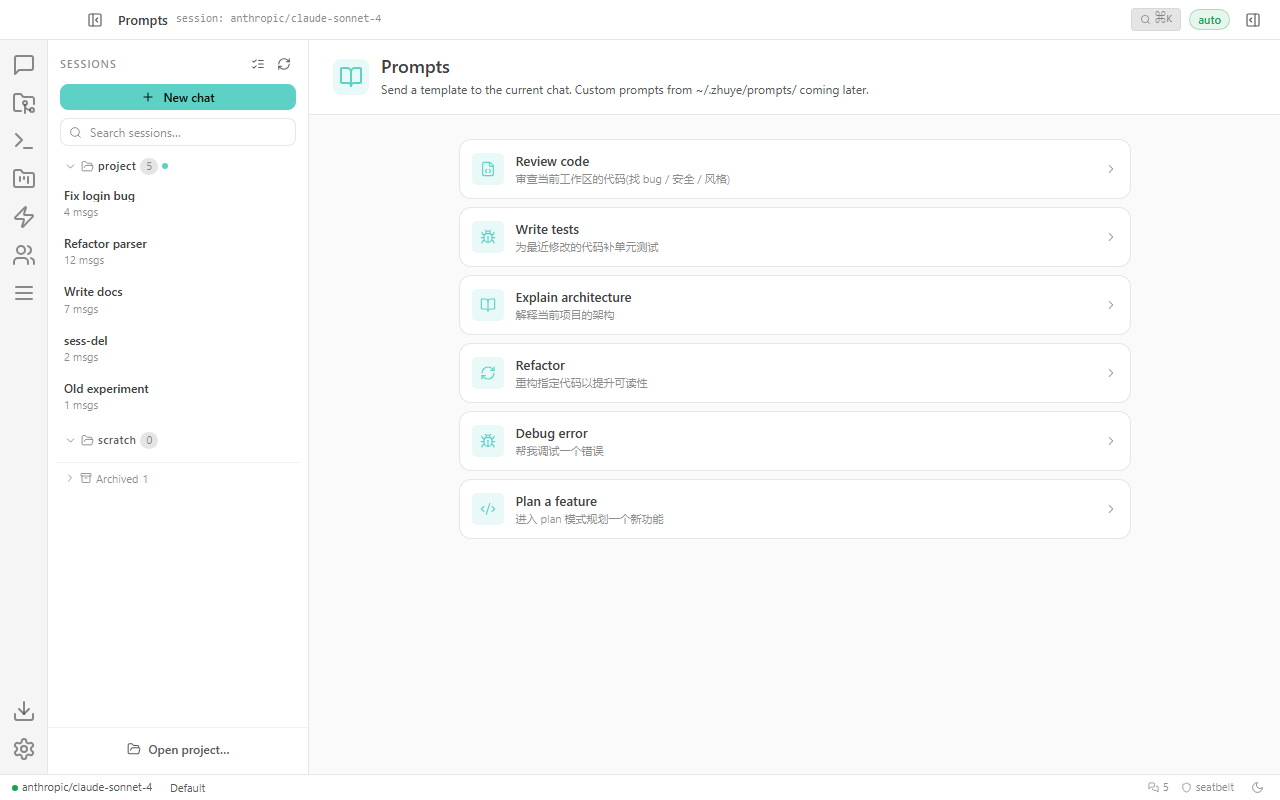 Prompts session: anthropic/claude-sonnet-4
⌘K
auto
SESSIONS
New chat
Search sessions...
project 5
Fix login bug
4 msgs
Refactor parser
12 msgs
Write docs
7 msgs
sess-del
2 msgs
Old experiment
1 msgs
scratch 0
Archived 1
Open project...
Prompts
Send a template to the current chat. Custom prompts from ~/.zhuye/prompts/ coming later.
Review code
审查当前工作区的代码(找 bug / 安全 / 风格)
Write tests
为最近修改的代码补单元测试
Explain architecture
解释当前项目的架构
Refactor
重构指定代码以提升可读性
Debug error
帮我调试一个错误
Plan a feature
进入 plan 模式规划一个新功能
anthropic/claude-sonnet-4 Default
5 seatbelt